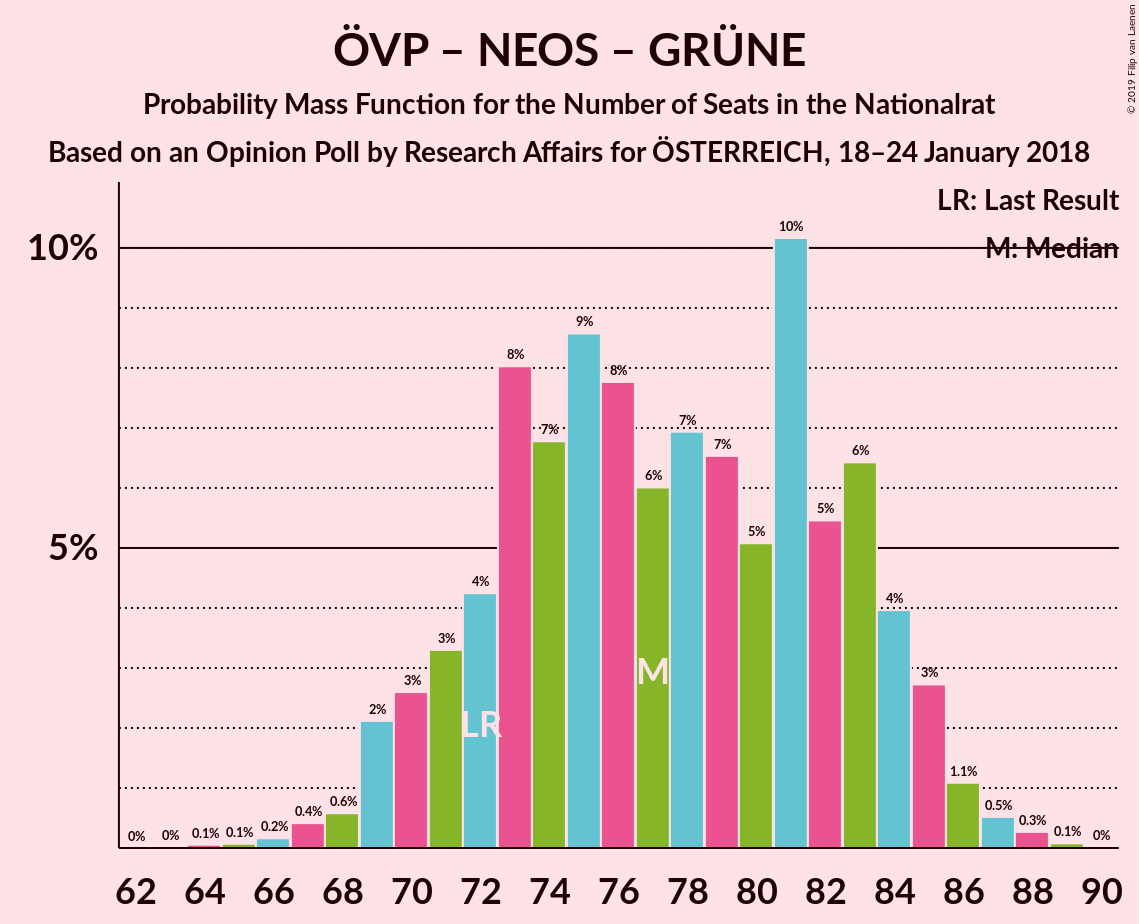 ÖVP – NEOS – GRÜNE
Probability Mass Function for the Number of Seats in the Nationalrat
Based on an Opinion Poll by Research Affairs for ÖSTERREICH, 18–24 January 2018
© 2019 Filip van Laenen
LR: Last Result
M: Median
10%
5%
0% 0% 0.1% 0.1% 0.2% 0.4% 0.6% 2% 3% 3% 4% 8% 7% 9% 8% 6% 7% 7% 5% 10% 5% 6% 4% 3% 1.1% 0.5% 0.3% 0.1% 0%
M
LR
62 64 66 68 70 72 74 76 78 80 82 84 86 88 90